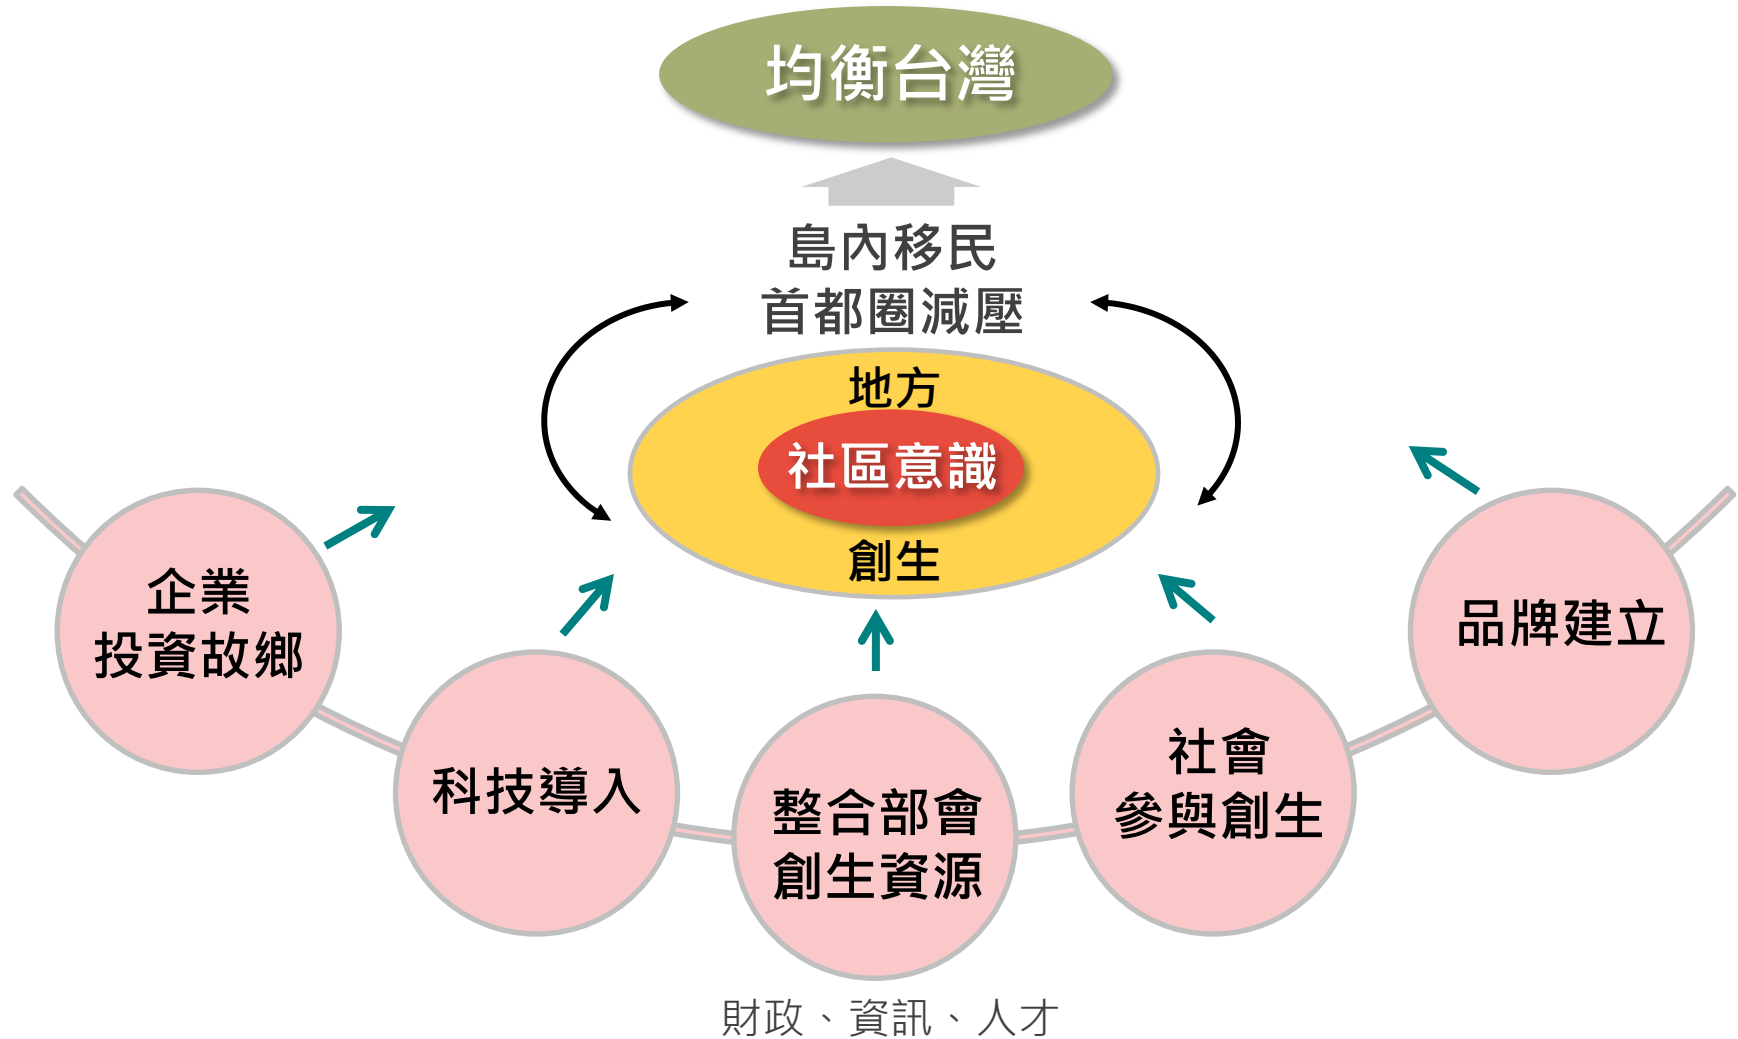 均衡台灣
島內移民
首都圈減壓
地方
社區意識
創生
企業
投資故鄉
科技導入
整合部會
創生資源
社會
參與創生
品牌建立
財政、資訊、人才